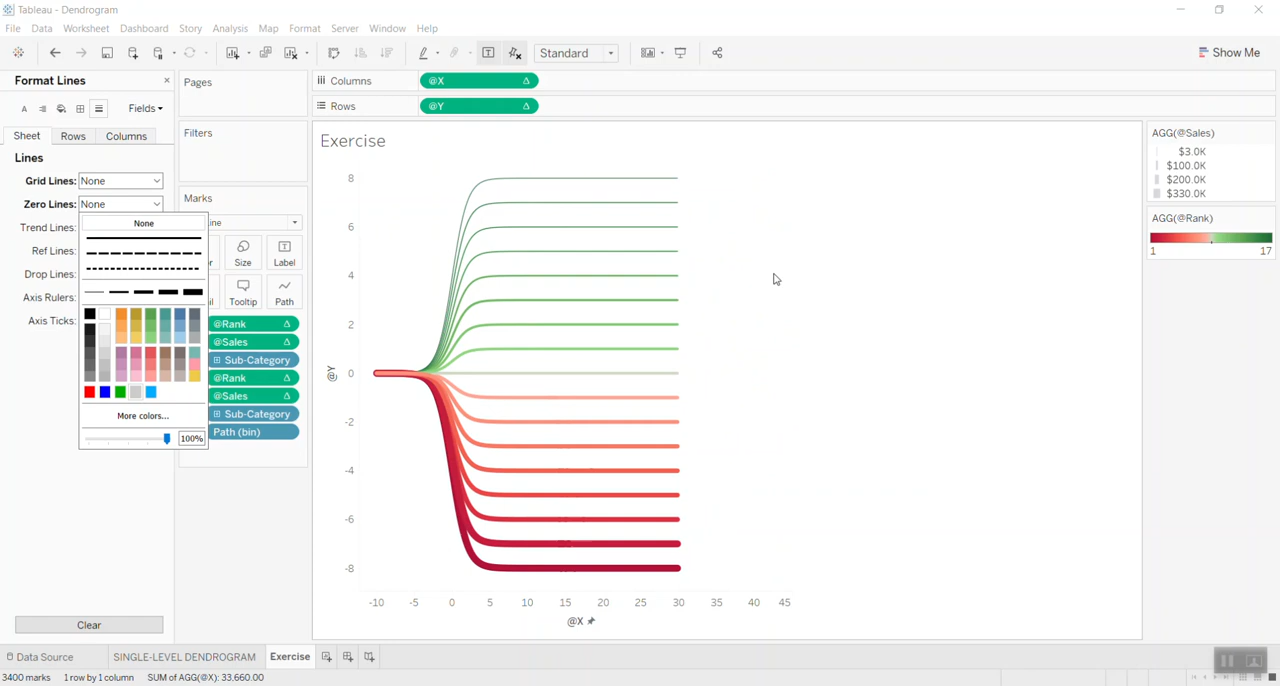 Tableau - Dendrogram
File Data Worksheet Dashboard Story Analysis Map Format Server Window Help
Standard
Show Me
Format Lines
Fields
Sheet Rows Columns
Lines
Grid Lines: None
Zero Lines: None
Trend Lines:
Ref Lines:
Drop Lines:
Axis Rulers:
Axis Ticks:
None
More colors...
100%
Clear
Pages
Filters
Marks
Size
Label
Tooltip
Path
@Rank
@Sales
Sub-Category
@Rank
@Sales
Sub-Category
Path (bin)
Columns
@X
Rows
@Y
Exercise
8
6
4
2
0
-2
-4
-6
-8
@Y
-10 -5 0 5 10 15 20 25 30 35 40 45
@X
AGG(@Sales)
$3.0K
$100.0K
$200.0K
$330.0K
AGG(@Rank)
1 17
Data Source SINGLE-LEVEL DENDROGRAM Exercise
3400 marks 1 row by 1 column SUM of AGG(@X): 33,660.00